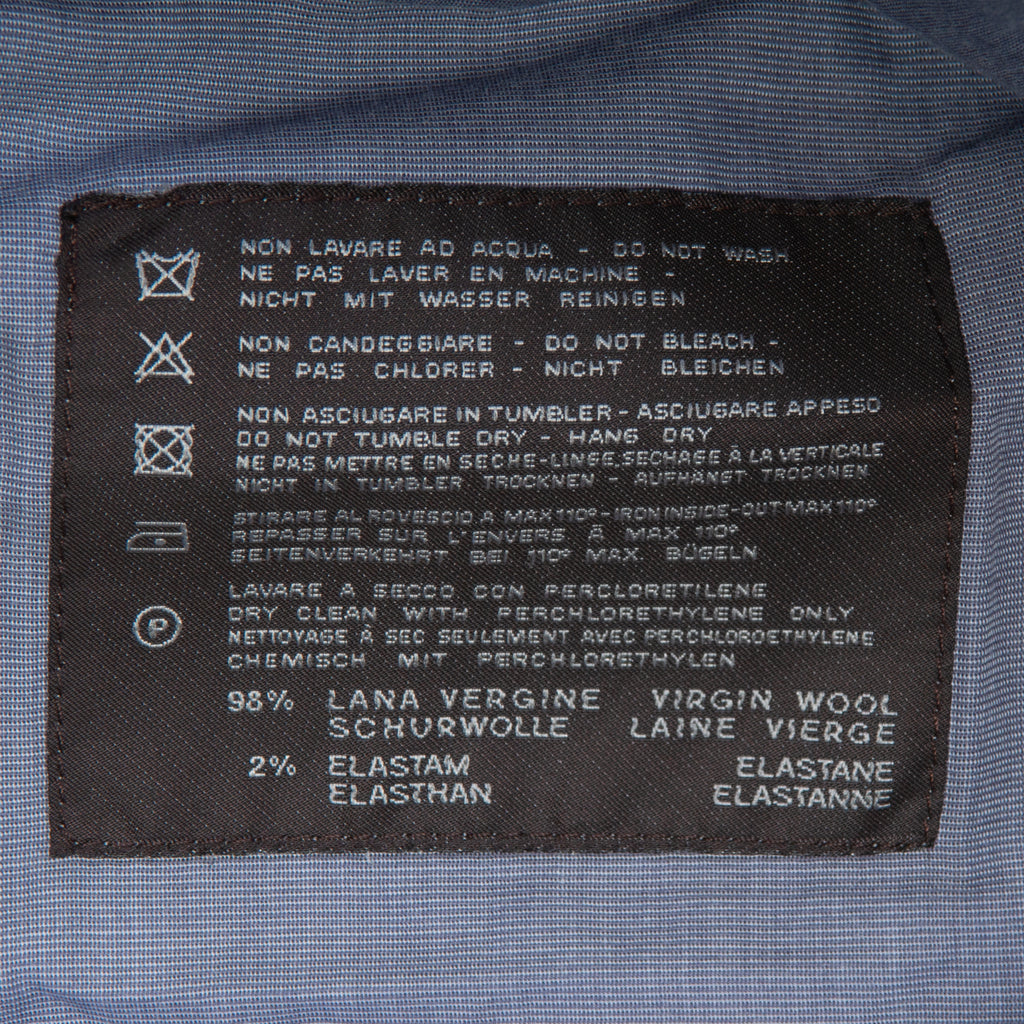 NON LAVARE AD ACQUA - DO NOT WASH
NE PAS LAVER EN MACHINE -
NICHT MIT WASSER REINIGEN
NON CANDEGGIARE - DO NOT BLEACH -
NE PAS CHLORER - NICHT BLEICHEN
NON ASCIUGARE IN TUMBLER - ASCIUGARE APPESO
DO NOT TUMBLE DRY - HANG DRY
NE PAS METTRE EN SECHE-LINGE, SECHAGE À LA VERTICALE
NICHT IN TUMBLER TROCKNEN - AUFHÄNGT TROCKNEN
STIRARE AL ROVESCIO A MAX 110° - IRON INSIDE-OUT MAX 110°
REPASSER SUR L'ENVERS À MAX 110°
SEITENVERKEHRT BEI 110° MAX. BÜGELN
LAVARE A SECCO CON PERCLORETILENE
P
DRY CLEAN WITH PERCHLORETHYLENE ONLY
NETTOYAGE À SEC SEULEMENT AVEC PERCHLOROETHYLENE
CHEMISCH MIT PERCHLORETHYLEN
98% LANA VERGINE VIRGIN WOOL
SCHURWOLLE LAINE VIERGE
2% ELASTAM ELASTANE
ELASTHAN ELASTANNE